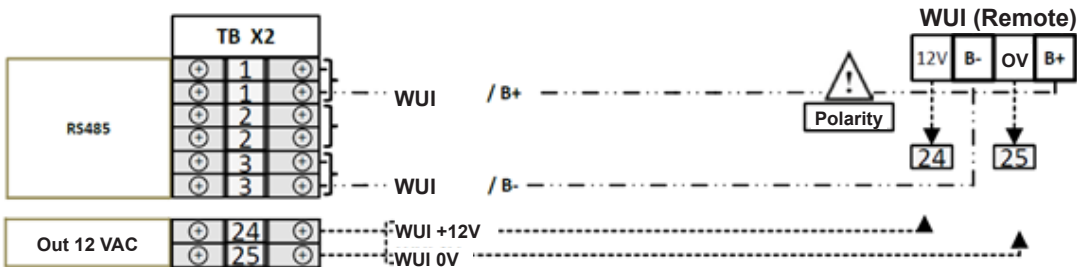 WUI (Remote)
TB X2
12V B- OV B+
RS485
1
1 WUI / B+
2
2
3
3 WUI / B-
!
Polarity
24 25
Out 12 VAC
24 WUI +12V
25 WUI 0V